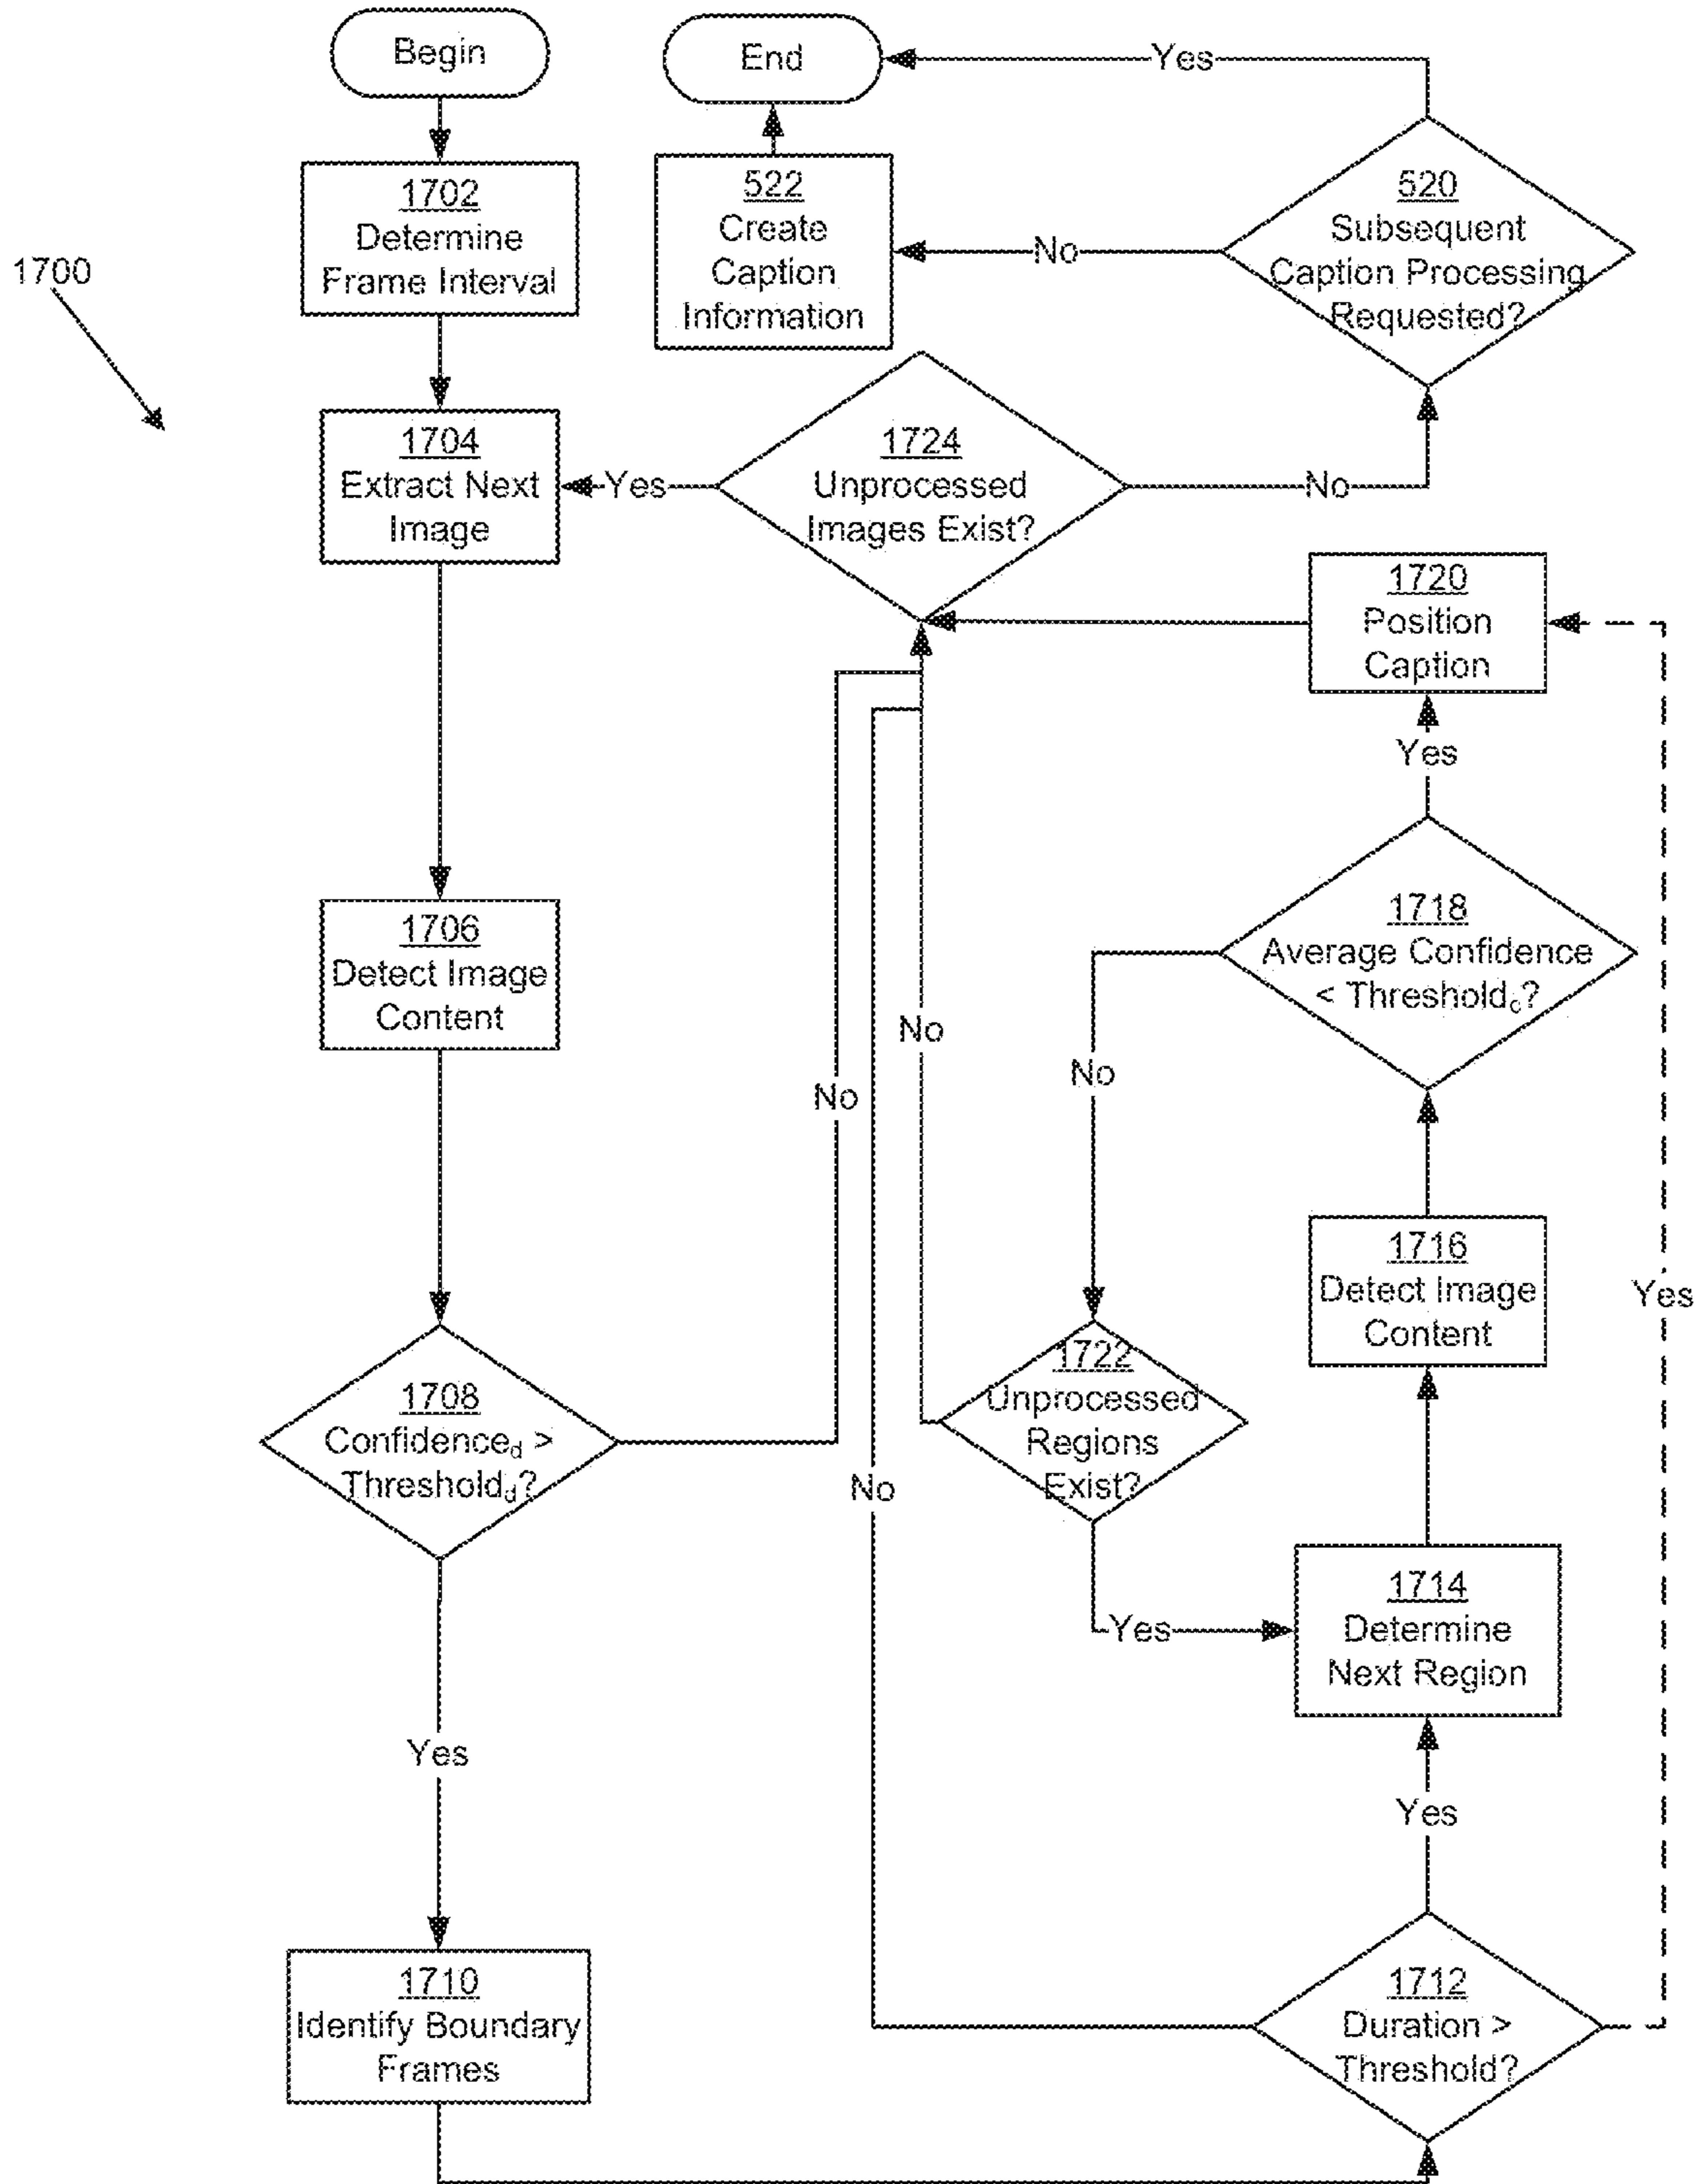 Begin
End
Yes
1702
Determine
Frame Interval
522
Create
Caption
Information
No
520
Subsequent
Caption Processing
Requested?
1700
1704
Extract Next
Image
Yes
1724
Unprocessed
Images Exist?
No
1720
Position
Caption
Yes
1706
Detect Image
Content
1718
Average Confidence
< Thresholdc?
No
No
No
1716
Detect Image
Content
Yes
1722
Unprocessed
Regions
Exist?
1708
Confidenced >
Thresholdd?
No
Yes
1714
Determine
Next Region
Yes
Yes
1710
Identify Boundary
Frames
1712
Duration >
Threshold?